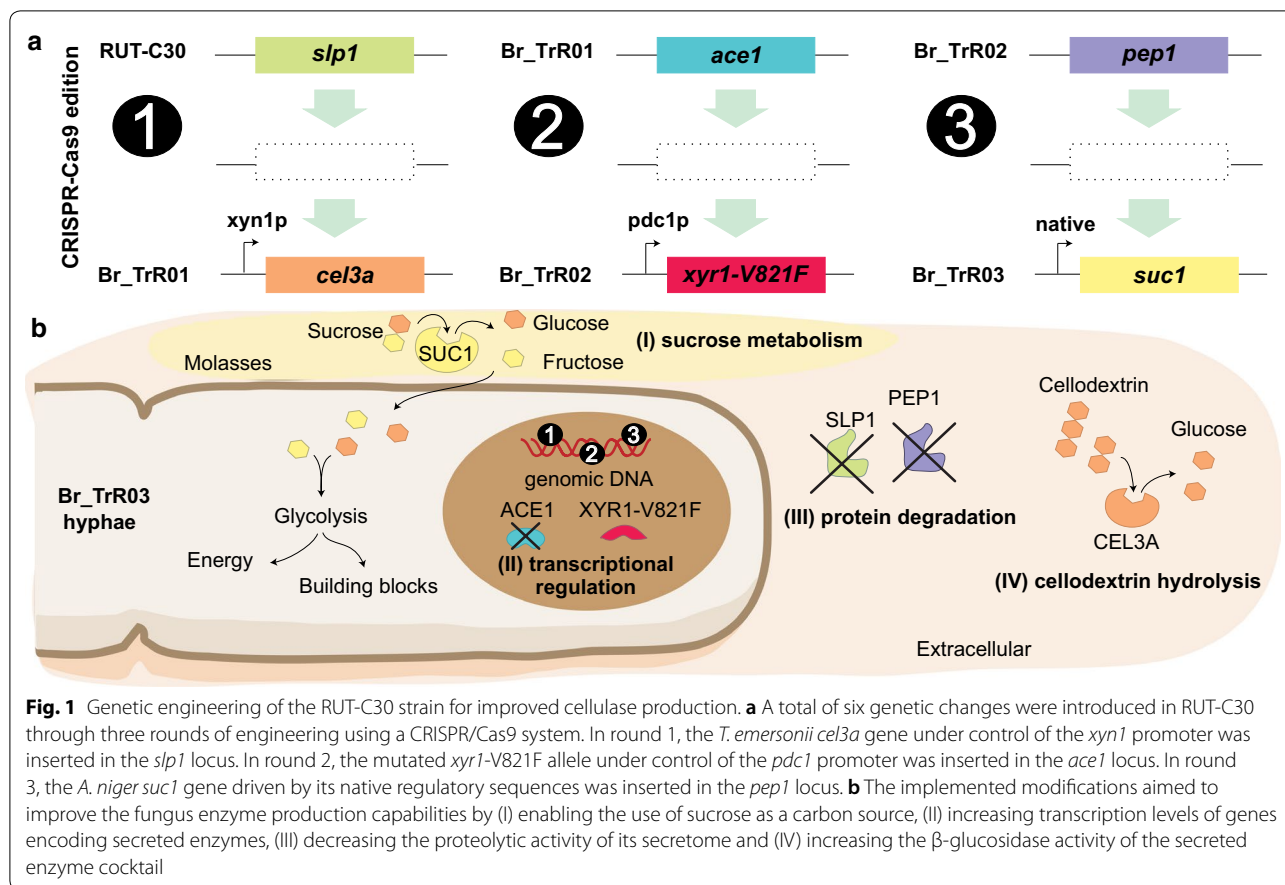 a
CRISPR-Cas9 edition
RUT-C30
slp1
Br_TrR01
ace1
Br_TrR02
pep1
1
2
3
xyn1p
pdc1p
native
Br_TrR01
cel3a
Br_TrR02
xyr1-V821F
Br_TrR03
suc1
b
Sucrose
Glucose
SUC1
(I) sucrose metabolism
Molasses
Fructose
Cellodextrin
PEP1
SLP1
Glucose
1
2
3
genomic DNA
Br_TrR03
hyphae
ACE1
XYR1-V821F
Glycolysis
(III) protein degradation
CEL3A
Energy
(II) transcriptional
regulation
Building blocks
(IV) cellodextrin hydrolysis
Extracellular
Fig. 1 Genetic engineering of the RUT-C30 strain for improved cellulase production. a A total of six genetic changes were introduced in RUT-C30
through three rounds of engineering using a CRISPR/Cas9 system. In round 1, the T. emersonii cel3a gene under control of the xyn1 promoter was
inserted in the slp1 locus. In round 2, the mutated xyr1-V821F allele under control of the pdc1 promoter was inserted in the ace1 locus. In round
3, the A. niger suc1 gene driven by its native regulatory sequences was inserted in the pep1 locus. b The implemented modifications aimed to
improve the fungus enzyme production capabilities by (I) enabling the use of sucrose as a carbon source, (II) increasing transcription levels of genes
encoding secreted enzymes, (III) decreasing the proteolytic activity of its secretome and (IV) increasing the β-glucosidase activity of the secreted
enzyme cocktail